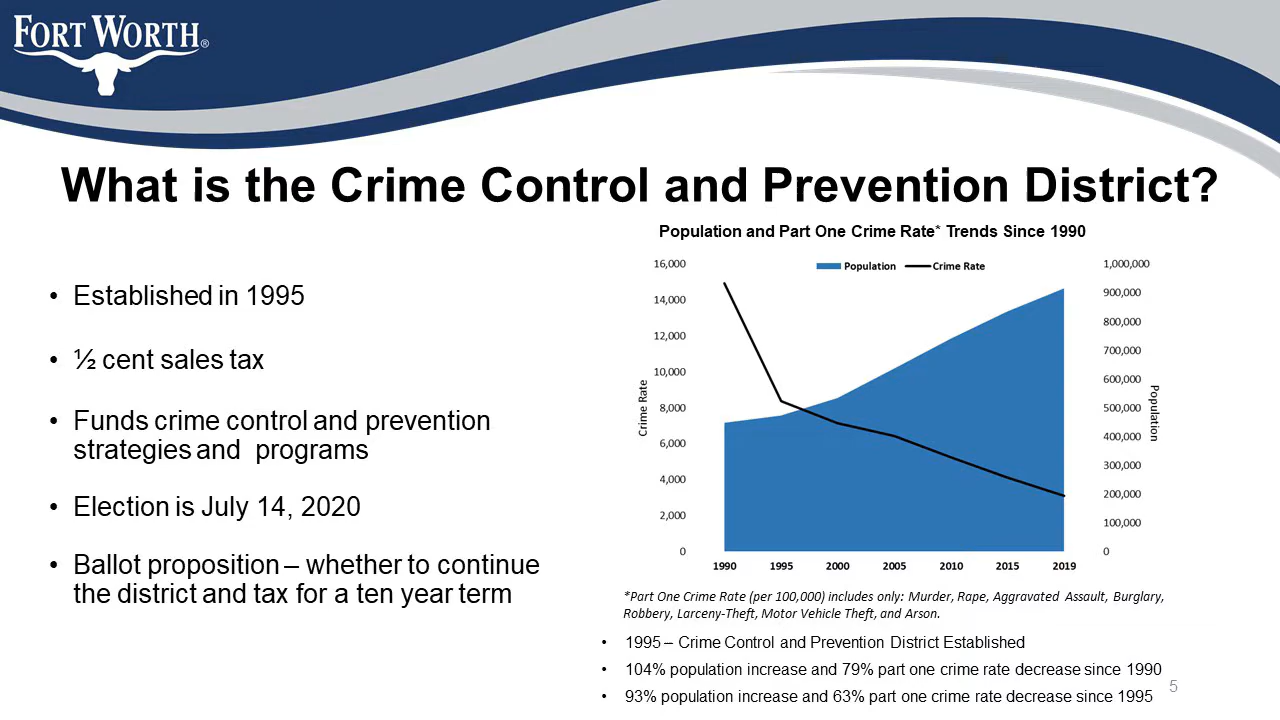 FORT WORTH®
What is the Crime Control and Prevention District?
• Established in 1995
• ½ cent sales tax
• Funds crime control and prevention
strategies and programs
• Election is July 14, 2020
• Ballot proposition – whether to continue
the district and tax for a ten year term
Population and Part One Crime Rate* Trends Since 1990
Population
Crime Rate
16,000
14,000
12,000
10,000
8,000
6,000
4,000
2,000
0
Crime Rate
1,000,000
900,000
800,000
700,000
600,000
500,000
400,000
300,000
200,000
100,000
0
Population
1990 1995 2000 2005 2010 2015 2019
*Part One Crime Rate (per 100,000) includes only: Murder, Rape, Aggravated Assault, Burglary,
Robbery, Larceny-Theft, Motor Vehicle Theft, and Arson.
• 1995 – Crime Control and Prevention District Established
• 104% population increase and 79% part one crime rate decrease since 1990
• 93% population increase and 63% part one crime rate decrease since 1995
5